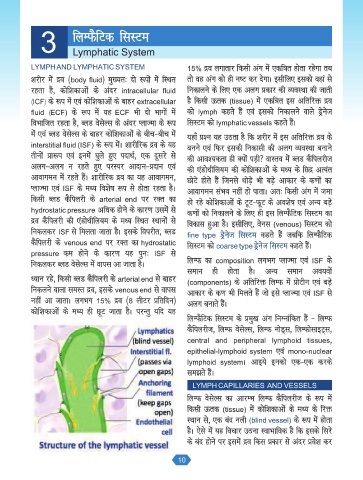 3
लिम्फैटिक सिस्टम
Lymphatic System
LYMPH AND LYMPHATIC SYSTEM
शरीर में द्रव (body fluid) मुख्यतः दो रूपों में स्थित
रहता है, कोशिकाओं के अंदर intracellular fluid
(ICF) के रूप में एवं कोशिकाओं के बाहर extracellular
fluid (ECF) के रूप में यह ECF भी दो भागों में
विभाजित रहता है, ब्लड वेसेल्स के अंदर प्लाज्मा के रूप
में एवं ब्लड वेसेल्स के बाहर कोशिकाओं के बीच-बीच में
interstitial fluid (ISF) के रूप में। शारीरिक द्रव के यह
तीनों प्रारूप एवं इनमें घुले हुए पदार्थ, एक दूसरे से
अलग-अलग न रहते हुए परस्पर आदान-प्रदान एवं
आवागमन में रहते हैं। शारीरिक द्रव का यह आवागमन,
प्लाज्मा एवं ISF के मध्य विशेष रूप से होता रहता है।
किसी ब्लड कैपिलरी के arterial end पर रक्त का
hydrostatic pressure अधिक होने के कारण उसमें से
द्रव कैपिलरी की एंडोथीलियम के मध्य स्थित स्थानों से
निकलकर ISF से मिलता जाता है। इसके विपरीत, ब्लड
कैपिलरी के venous end पर रक्त का hydrostatic
pressure कम होने के कारण यह पुनः ISF से
निकलकर ब्लड वेसेल्स में वापस आ जाता है।
ध्यान रहे, किसी ब्लड कैपिलरी के arterial end से बाहर
निकलने वाला समस्त द्रव, इसके venous end से वापस
नहीं आ जाता। लगभग 15% द्रव (8 लीटर प्रतिदिन)
कोशिकाओं के मध्य ही छूट जाता है। परन्तु यदि यह
Lymphatics
(blind vessel)
Interstitial fl.
(passes via
open gaps)
Anchoring
filament
(keep gaps
open)
Endothelial
cell
Structure of the lymphatic vessel
15% द्रव लगातार किसी अंग में एकत्रित होता रहेगा तब
तो वह अंग को ही नष्ट कर देगा। इसीलिए इसको वहां से
निकालने के लिए एक अलग प्रकार की व्यवस्था की जाती
है किसी ऊतक (tissue) में एकत्रित इस अतिरिक्त द्रव
को lymph कहते हैं एवं इसको निकालने वाले ड्रेनेज
सिस्टम को lymphatic vessels कहते हैं।
यहाँ प्रश्न यह उठता है कि शरीर में इस अतिरिक्त द्रव के
बनने एवं फिर इसकी निकासी की अलग व्यवस्था बनाने
की आवश्यकता ही क्यों पड़ी? वास्तव में ब्लड कैपिलरीज
की एंडोथीलियम की कोशिकाओं के मध्य के छिद्र अत्यंत
छोटे होते हैं जिनसे थोड़े भी बड़े आकार के कणों का
आवागमन संभव नहीं हो पाता। अतः किसी अंग में जमा
हो रहे कोशिकाओं के टूट-फूट के अवशेष एवं अन्य बड़े
कणों को निकालने के लिए ही इस लिम्फैटिक सिस्टम का
विकास हुआ है। इसीलिए, वेनस (venous) सिस्टम को
fine type ड्रेनेज सिस्टम कहते हैं जबकि लिम्फैटिक
सिस्टम को coarse type ड्रेनेज सिस्टम कहते हैं।
लिम्फ का composition लगभग प्लाज्मा एवं ISF के
समान ही होता है। अन्य समान अवयवों
(components) के अतिरिक्त लिम्फ में प्रोटीन एवं बड़े
आकार के कण भी मिलते हैं जो इसे प्लाज्मा एवं ISF से
अलग बनाते हैं।
लिम्फैटिक सिस्टम के प्रमुख अंग निम्नांकित हैं - लिम्फ
कैपिलरीज, लिम्फ वेसेल्स, लिम्फ नोड्स, लिम्फोसाइट्स,
central and peripheral lymphoid tissues,
epithelial-lymphoid system एवं mono-nuclear
lymphoid system। आइये इनको एक-एक करके
समझते हैं।
LYMPH CAPILLARIES AND VESSELS
लिम्फ वेसेल्स का आरम्भ लिम्फ कैपिलरीज के रूप में
किसी ऊतक (tissue) में कोशिकाओं के मध्य के रिक्त
स्थान से, एक बंद नली (blind vessel) के रूप में होता
है। ऐसे में यह विचार उठना स्वाभाविक है कि इसके सिरे
के बंद होने पर इसमें द्रव किस प्रकार से अंदर प्रवेश कर
10